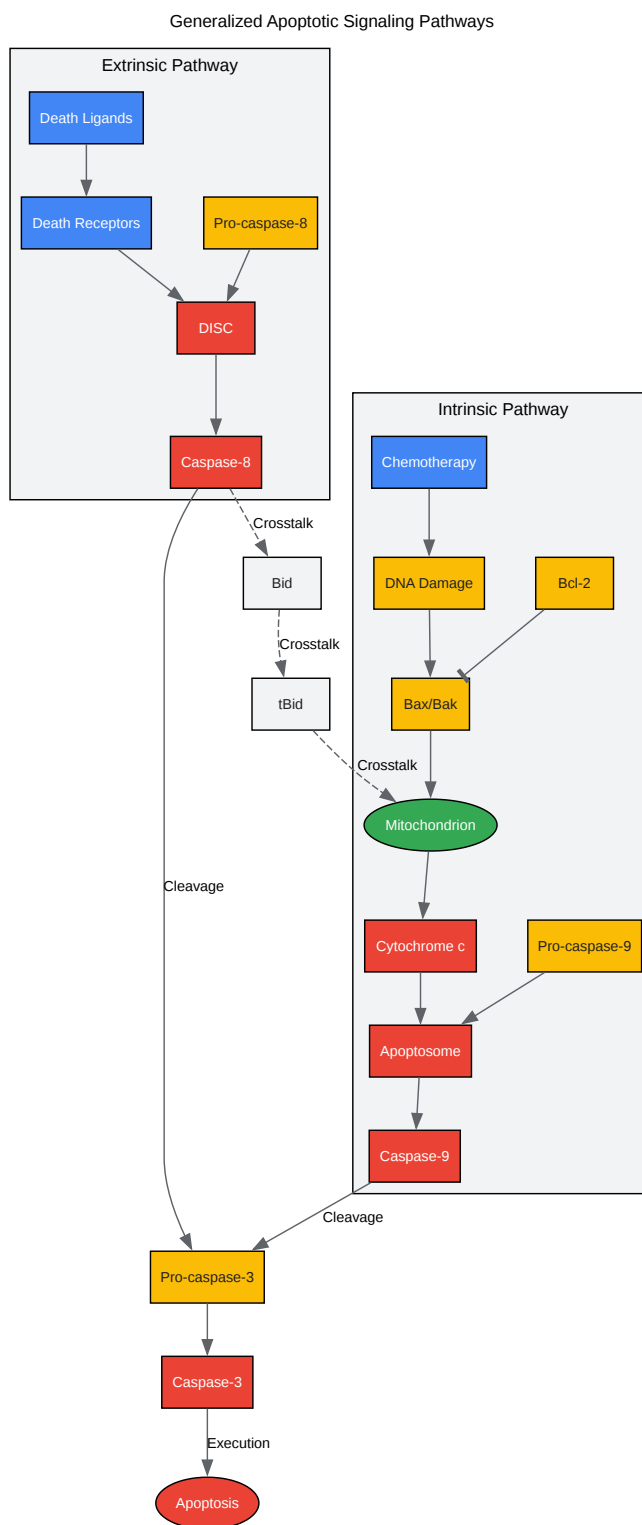 Generalized Apoptotic Signaling Pathways
Extrinsic Pathway
Death Ligands
Death Receptors
Pro-caspase-8
DISC
Caspase-8
Intrinsic Pathway
Chemotherapy
Crosstalk
Bid
DNA Damage
Bcl-2
Crosstalk
tBid
Bax/Bak
Crosstalk
Mitochondrion
Cleavage
Cytochrome c
Pro-caspase-9
Apoptosome
Caspase-9
Cleavage
Pro-caspase-3
Caspase-3
Execution
Apoptosis